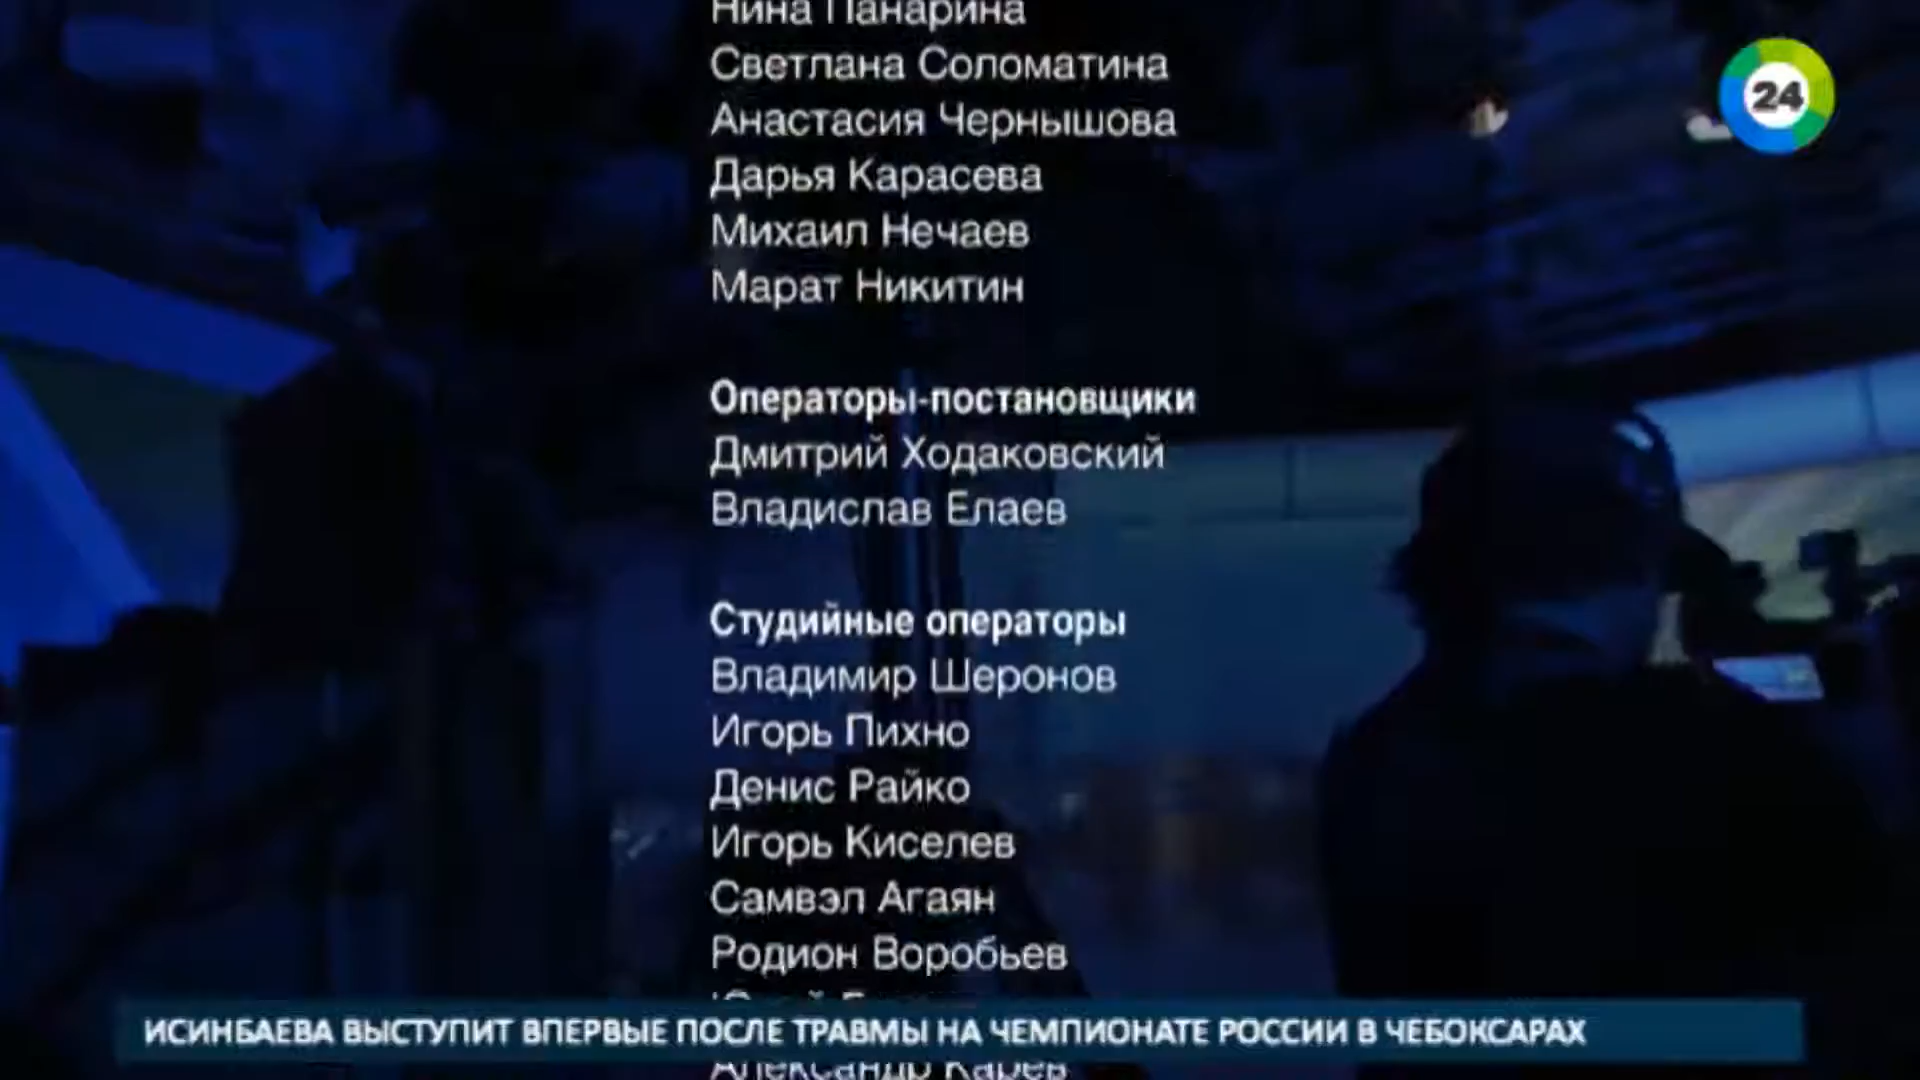 Нина Панарина
Светлана Соломатина
24
Анастасия Чернышова
Дарья Карасева
Михаил Нечаев
Марат Никитин
Операторы-постановщики
Дмитрий Ходаковский
Владислав Елаев
Студийные операторы
Владимир Шеронов
Игорь Пихно
Денис Райко
Игорь Киселев
Самвэл Агаян
Родион Воробьев
ИСИНБАЕВА ВЫСТУПИТ ВПЕРВЫЕ ПОСЛЕ ТРАВМЫ НА ЧЕМПИОНАТЕ РОССИИ В ЧЕБОКСАРАХ
Александр Карев